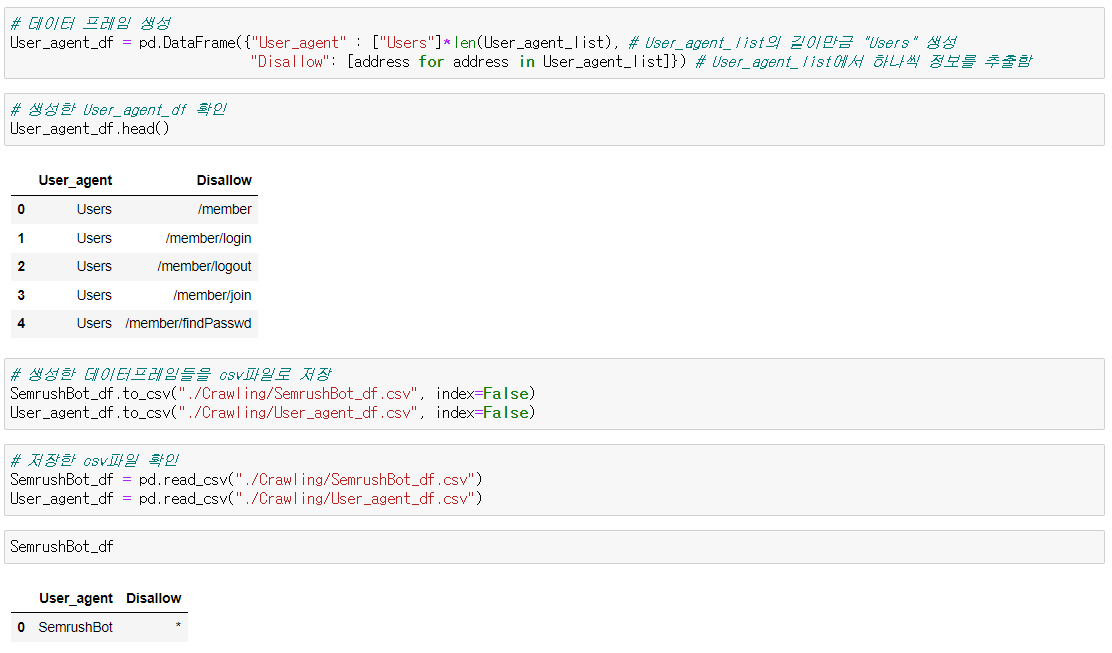 # 데이터 프레임 생성
User_agent_df = pd.DataFrame({"User_agent" : ["Users"]*len(User_agent_list), # User_agent_list의 길이만큼 "Users" 생성
"Disallow": [address for address in User_agent_list]}) # User_agent_list에서 하나씩 정보를 추출함
# 생성한 User_agent_df 확인
User_agent_df.head()
User_agent Disallow
0 Users /member
1 Users /member/login
2 Users /member/logout
3 Users /member/join
4 Users /member/findPasswd
# 생성한 데이터프레임들을 csv파일로 저장
SemrushBot_df.to_csv("./Crawling/SemrushBot_df.csv", index=False)
User_agent_df.to_csv("./Crawling/User_agent_df.csv", index=False)
# 저장한 csv파일 확인
SemrushBot_df = pd.read_csv("./Crawling/SemrushBot_df.csv")
User_agent_df = pd.read_csv("./Crawling/User_agent_df.csv")
SemrushBot_df
User_agent Disallow
0 SemrushBot *